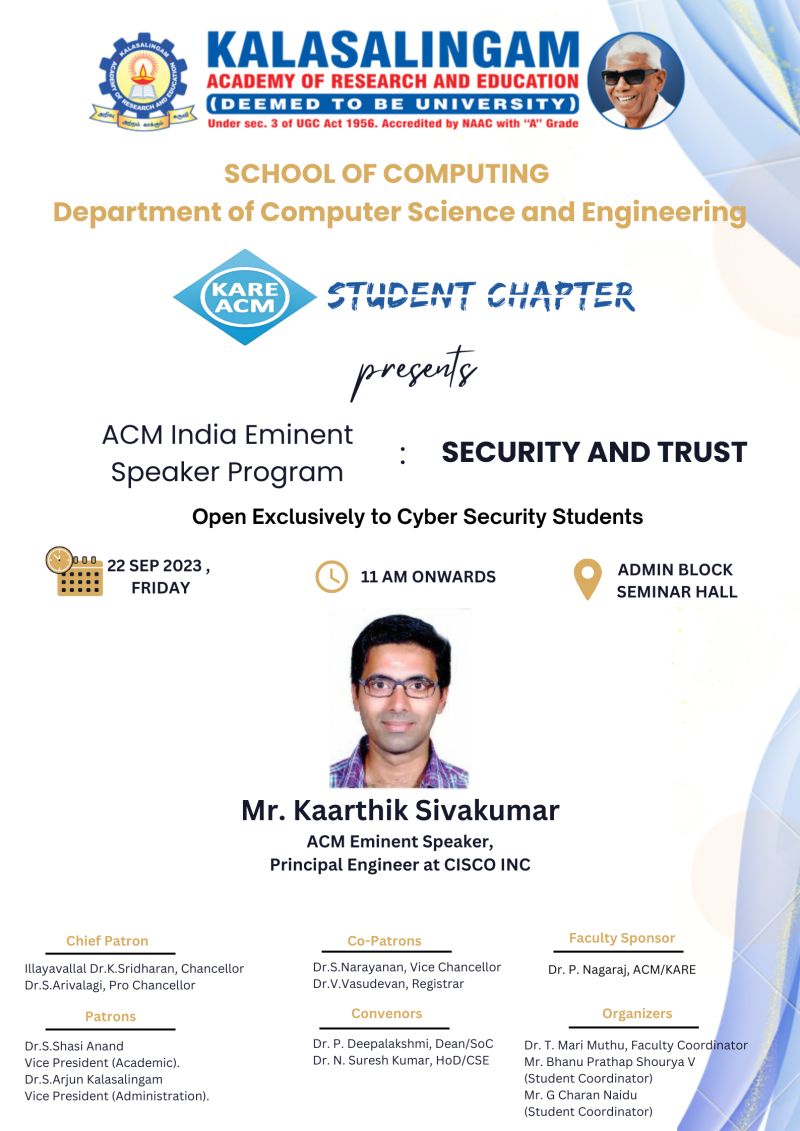 KALASALINGAM
ACADEMY OF RESEARCH AND EDUCATION
(DEEMED TO BE UNIVERSITY)
Under sec. 3 of UGC Act 1956. Accredited by NAAC with "A" Grade
KALASALINGAM
ACADEMY OF RESEARCH AND EDUCATION
SCHOOL OF COMPUTING
Department of Computer Science and Engineering
KARE
ACM
STUDENT CHAPTER
presents
ACM India Eminent
Speaker Program
:
SECURITY AND TRUST
Open Exclusively to Cyber Security Students
22 SEP 2023 ,
FRIDAY
11 AM ONWARDS
ADMIN BLOCK
SEMINAR HALL
Mr. Kaarthik Sivakumar
ACM Eminent Speaker,
Principal Engineer at CISCO INC
Chief Patron
Illayavallal Dr.K.Sridharan, Chancellor
Dr.S.Arivalagi, Pro Chancellor
Co-Patrons
Dr.S.Narayanan, Vice Chancellor
Dr.V.Vasudevan, Registrar
Faculty Sponsor
Dr. P. Nagaraj, ACM/KARE
Patrons
Dr.S.Shasi Anand
Vice President (Academic).
Dr.S.Arjun Kalasalingam
Vice President (Administration).
Convenors
Dr. P. Deepalakshmi, Dean/SoC
Dr. N. Suresh Kumar, HoD/CSE
Organizers
Dr. T. Mari Muthu, Faculty Coordinator
Mr. Bhanu Prathap Shourya V
(Student Coordinator)
Mr. G Charan Naidu
(Student Coordinator)